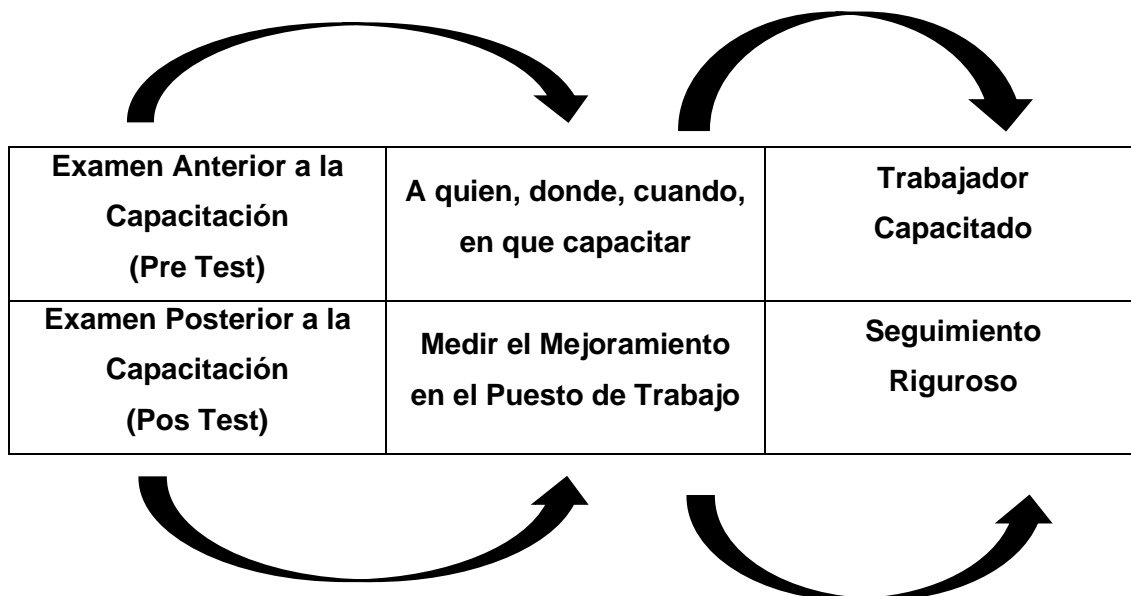 Examen Anterior a la
Capacitación
(Pre Test)
A quien, donde, cuando,
en que capacitar
Trabajador
Capacitado
Examen Posterior a la
Capacitación
(Pos Test)
Medir el Mejoramiento
en el Puesto de Trabajo
Seguimiento
Riguroso